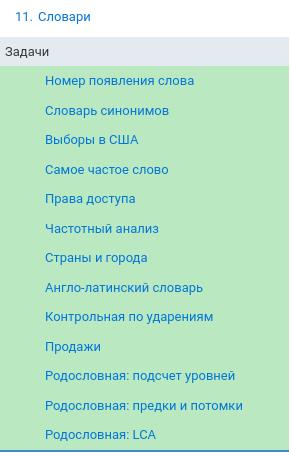 11. Словари
Задачи
Номер появления слова
Словарь синонимов
Выборы в США
Самое частое слово
Права доступа
Частотный анализ
Страны и города
Англо-латинский словарь
Контрольная по ударениям
Продажи
Родословная: подсчет уровней
Родословная: предки и потомки
Родословная: LCA